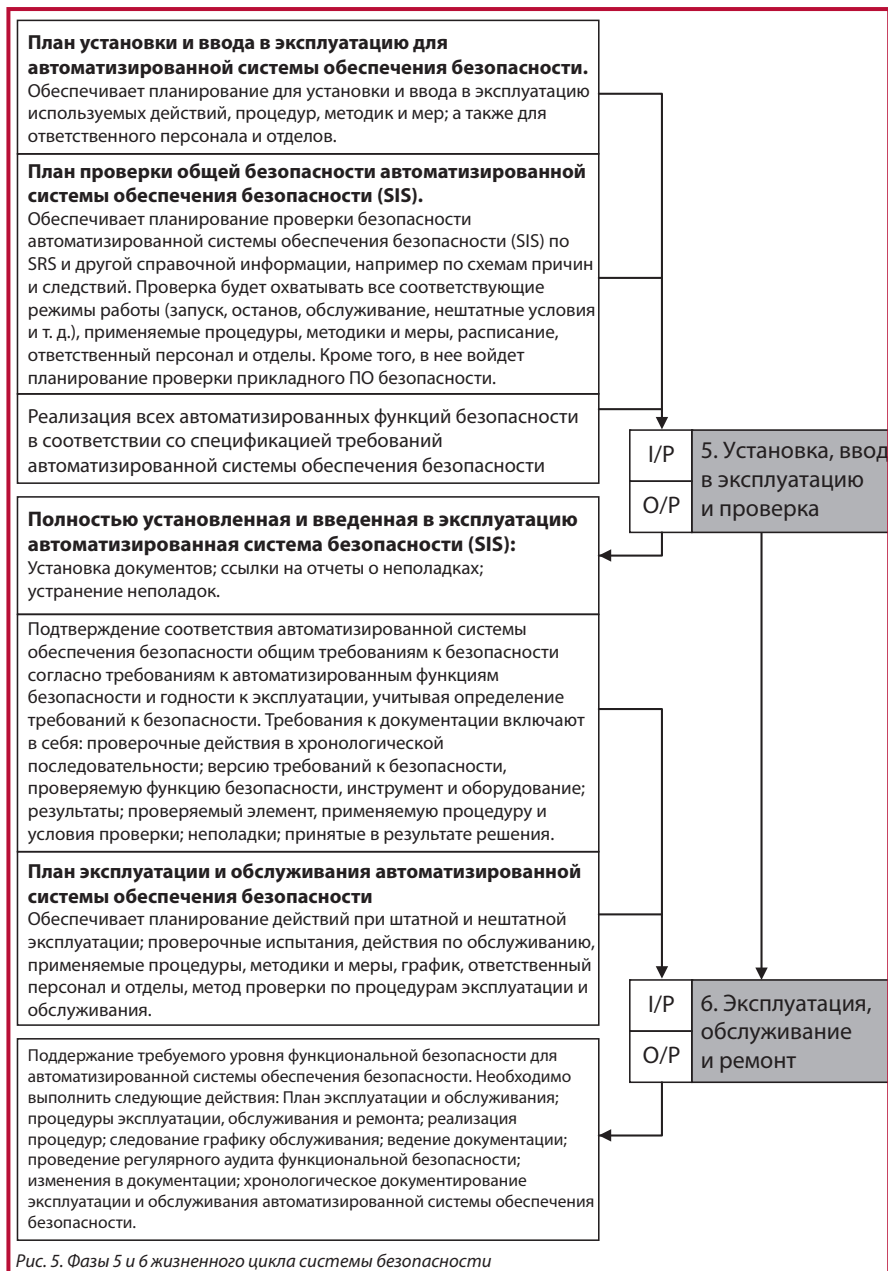 План установки и ввода в эксплуатацию для
автоматизированной системы обеспечения безопасности.
Обеспечивает планирование для установки и ввода в эксплуатацию
используемых действий, процедур, методик и мер; а также для
ответственного персонала и отделов.
План проверки общей безопасности автоматизированной
системы обеспечения безопасности (SIS).
Обеспечивает планирование проверки безопасности
автоматизированной системы обеспечения безопасности (SIS) по
SRS и другой справочной информации, например по схемам причин
и следствий. Проверка будет охватывать все соответствующие
режимы работы (запуск, останов, обслуживание, нештатные условия
и т. д.), применяемые процедуры, методики и меры, расписание,
ответственный персонал и отделы. Кроме того, в нее войдет
планирование проверки прикладного ПО безопасности.
Реализация всех автоматизированных функций безопасности
в соответствии со спецификацией требований
автоматизированной системы обеспечения безопасности
I/P
O/P
5. Установка, ввод
в эксплуатацию
и проверка
Полностью установленная и введенная в эксплуатацию
автоматизированная система безопасности (SIS):
Установка документов; ссылки на отчеты о неполадках;
устранение неполадок.
Подтверждение соответствия автоматизированной системы
обеспечения безопасности общим требованиям к безопасности
согласно требованиям к автоматизированным функциям
безопасности и годности к эксплуатации, учитывая определение
требований к безопасности. Требования к документации включают
в себя: проверочные действия в хронологической
последовательности; версию требований к безопасности,
проверяемую функцию безопасности, инструмент и оборудование;
результаты; проверяемый элемент, применяемую процедуру и
условия проверки; неполадки; принятые в результате решения.
План эксплуатации и обслуживания автоматизированной
системы обеспечения безопасности
Обеспечивает планирование действий при штатной и нештатной
эксплуатации; проверочные испытания, действия по обслуживанию,
применяемые процедуры, методики и меры, график, ответственный
персонал и отделы, метод проверки по процедурам эксплуатации и
обслуживания.
I/P
O/P
6. Эксплуатация,
обслуживание
и ремонт
Поддержание требуемого уровня функциональной безопасности для
автоматизированной системы обеспечения безопасности. Необходимо
выполнить следующие действия: План эксплуатации и обслуживания;
процедуры эксплуатации, обслуживания и ремонта; реализация
процедур; следование графику обслуживания; ведение документации;
проведение регулярного аудита функциональной безопасности;
изменения в документации; хронологическое документирование
эксплуатации и обслуживания автоматизированной системы обеспечения
безопасности.
Рис. 5. Фазы 5 и 6 жизненного цикла системы безопасности